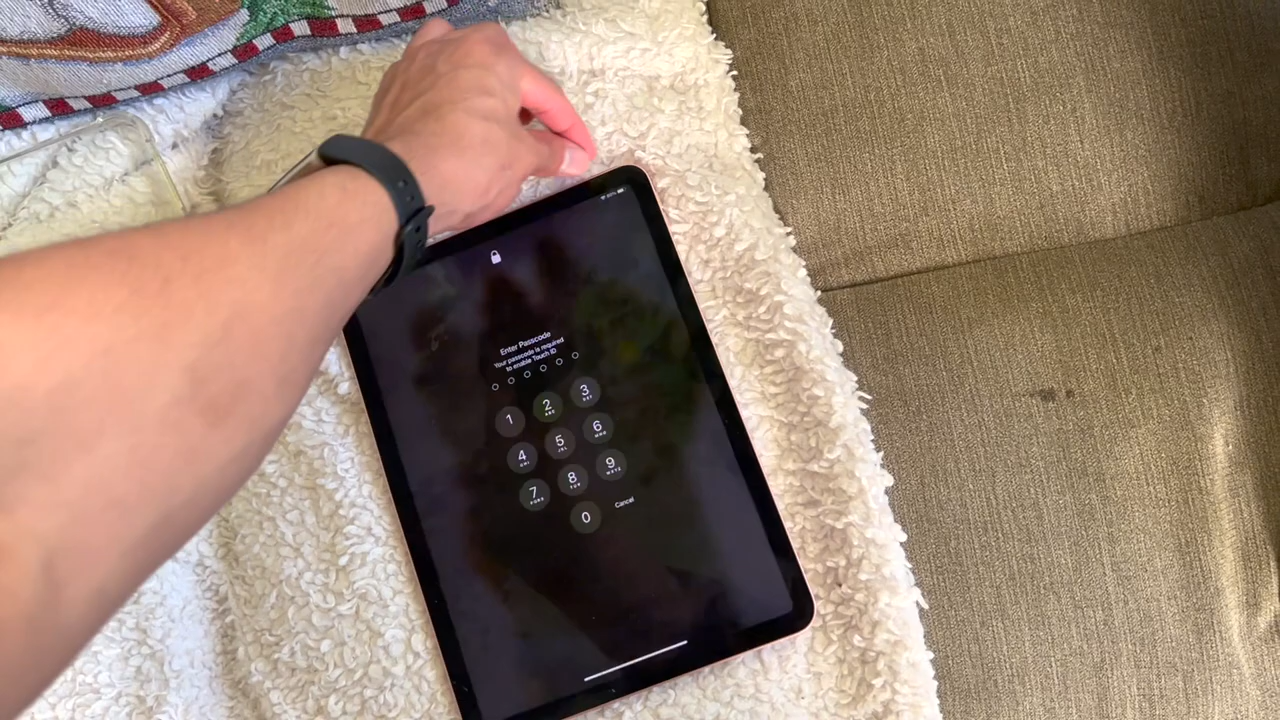 Enter Passcode
Your passcode is required
to enable Touch ID
1
2
ABC
3
DEF
4
GHI
5
JKL
6
MNO
7
PQRS
8
TUV
9
WXYZ
0
Cancel